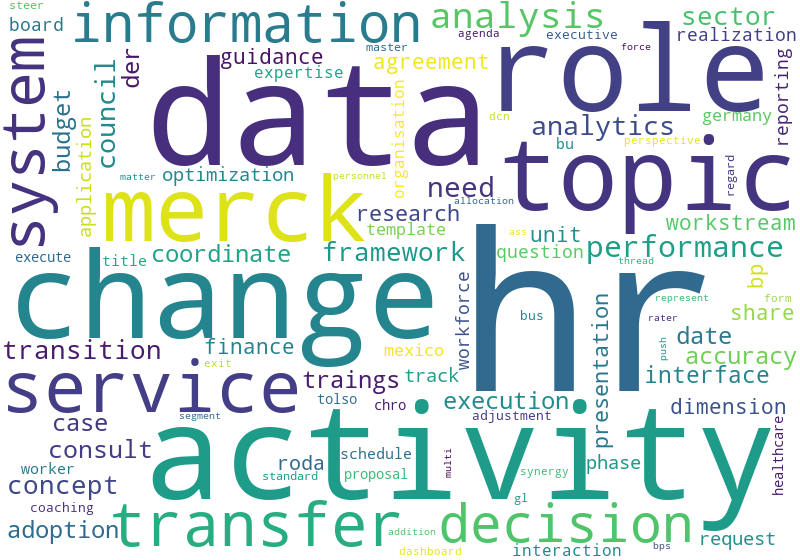 steer
board
information
analysis
sector
agenda
executive
realization
master
force
guidance
expertise
agreement
der
system
budget
council
data
role
reporting
application
organisation
dcn
analytics
germany
bu
perspective
matter
optimization
personnel
topic
need
regard
merck
research
allocation
template
workstream
ass
unit
execute
title
coordinate
framework
question
performance
thread
change
hr
bp
workforce
represent
form
share
rater
bus
date
transition
finance
mexico
push
accuracy
exit
presentation
service
traings
track
interface
tolso
chro
execution
adjustment
dimension
segment
case
consult
activity
healthcare
schedule
multi
worker
roda
standard
proposal
synergy
phase
concept
gl
coaching
adoption
transfer
addition
decision
request
dashboard
interaction
bps